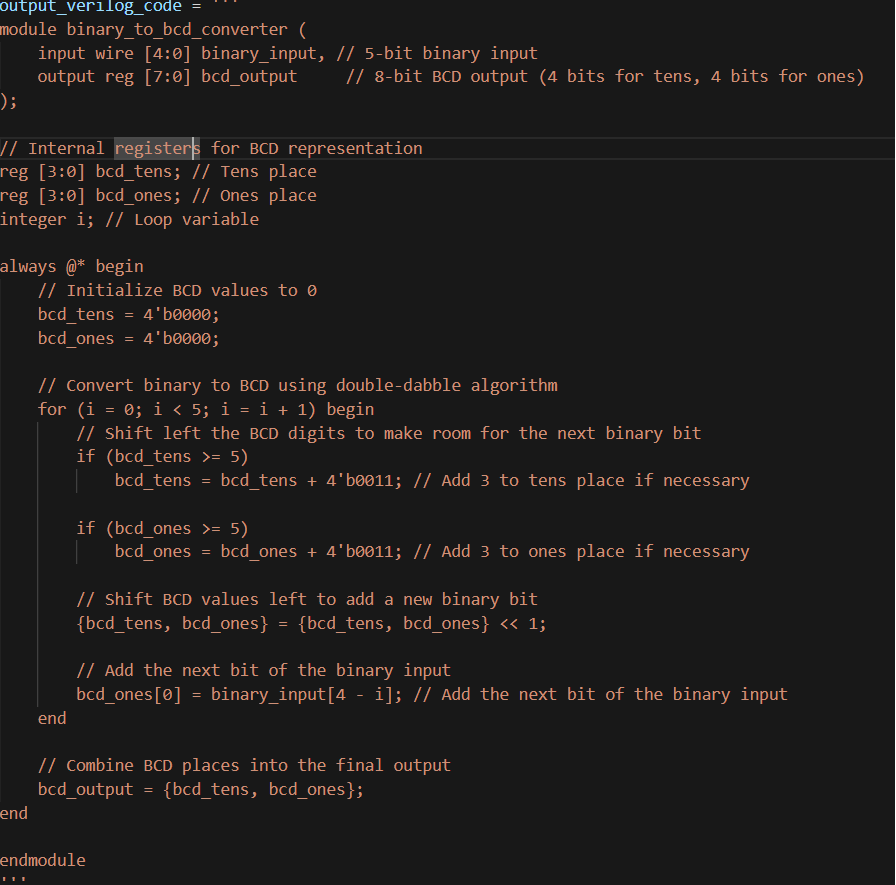 output_verilog_code = '''
module binary_to_bcd_converter (
    input wire [4:0] binary_input, // 5-bit binary input
    output reg [7:0] bcd_output     // 8-bit BCD output (4 bits for tens, 4 bits for ones)
);

// Internal registers for BCD representation
reg [3:0] bcd_tens; // Tens place
reg [3:0] bcd_ones; // Ones place
integer i; // Loop variable

always @* begin
    // Initialize BCD values to 0
    bcd_tens = 4'b0000;
    bcd_ones = 4'b0000;

    // Convert binary to BCD using double-dabble algorithm
    for (i = 0; i < 5; i = i + 1) begin
        // Shift left the BCD digits to make room for the next binary bit
        if (bcd_tens >= 5)
            bcd_tens = bcd_tens + 4'b0011; // Add 3 to tens place if necessary

        if (bcd_ones >= 5)
            bcd_ones = bcd_ones + 4'b0011; // Add 3 to ones place if necessary

        // Shift BCD values left to add a new binary bit
        {bcd_tens, bcd_ones} = {bcd_tens, bcd_ones} << 1;

        // Add the next bit of the binary input
        bcd_ones[0] = binary_input[4 - i]; // Add the next bit of the binary input
    end

    // Combine BCD places into the final output
    bcd_output = {bcd_tens, bcd_ones};
end

endmodule
'''